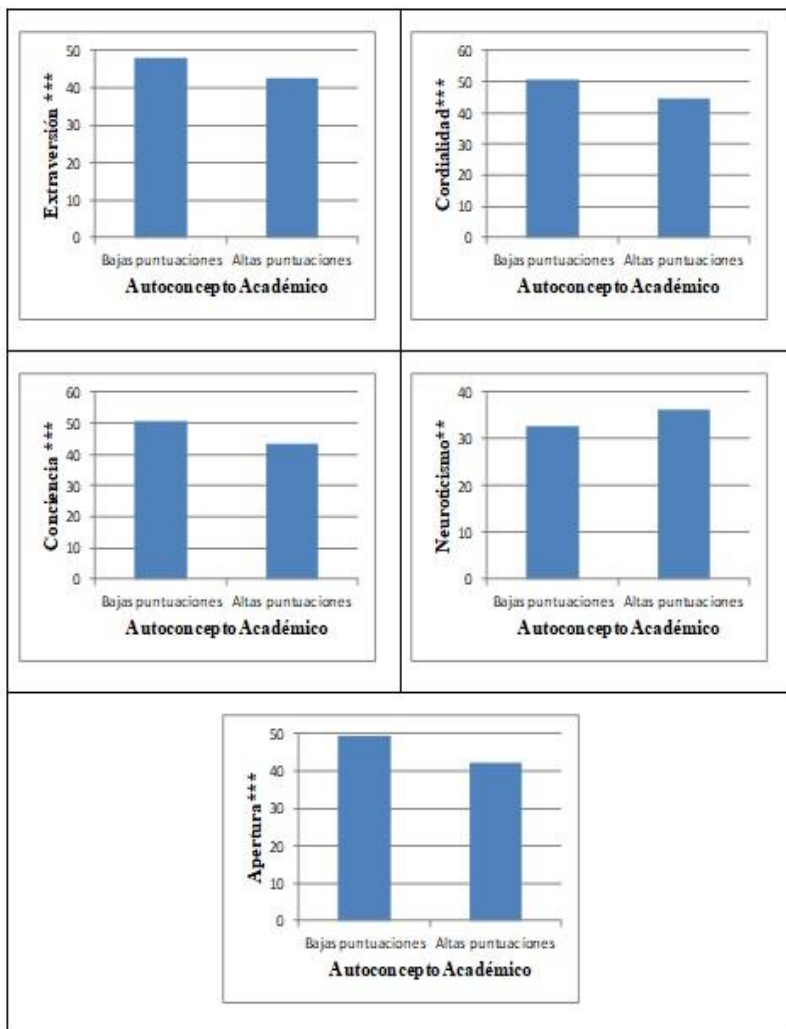 Extraversión ***
50
40
30
20
10
0
Bajas puntuaciones Altas puntuaciones
Autoconcepto Académico
Cordialidad***
60
50
40
30
20
10
0
Bajas puntuaciones Altas puntuaciones
Autoconcepto Académico
Conciencia ***
60
50
40
30
20
10
0
Bajas puntuaciones Altas puntuaciones
Autoconcepto Académico
Neuroticismo**
40
30
20
10
0
Bajas puntuaciones Altas puntuaciones
Autoconcepto Académico
Apertura***
50
40
30
20
10
0
Bajas puntuaciones Altas puntuaciones
Autoconcepto Académico